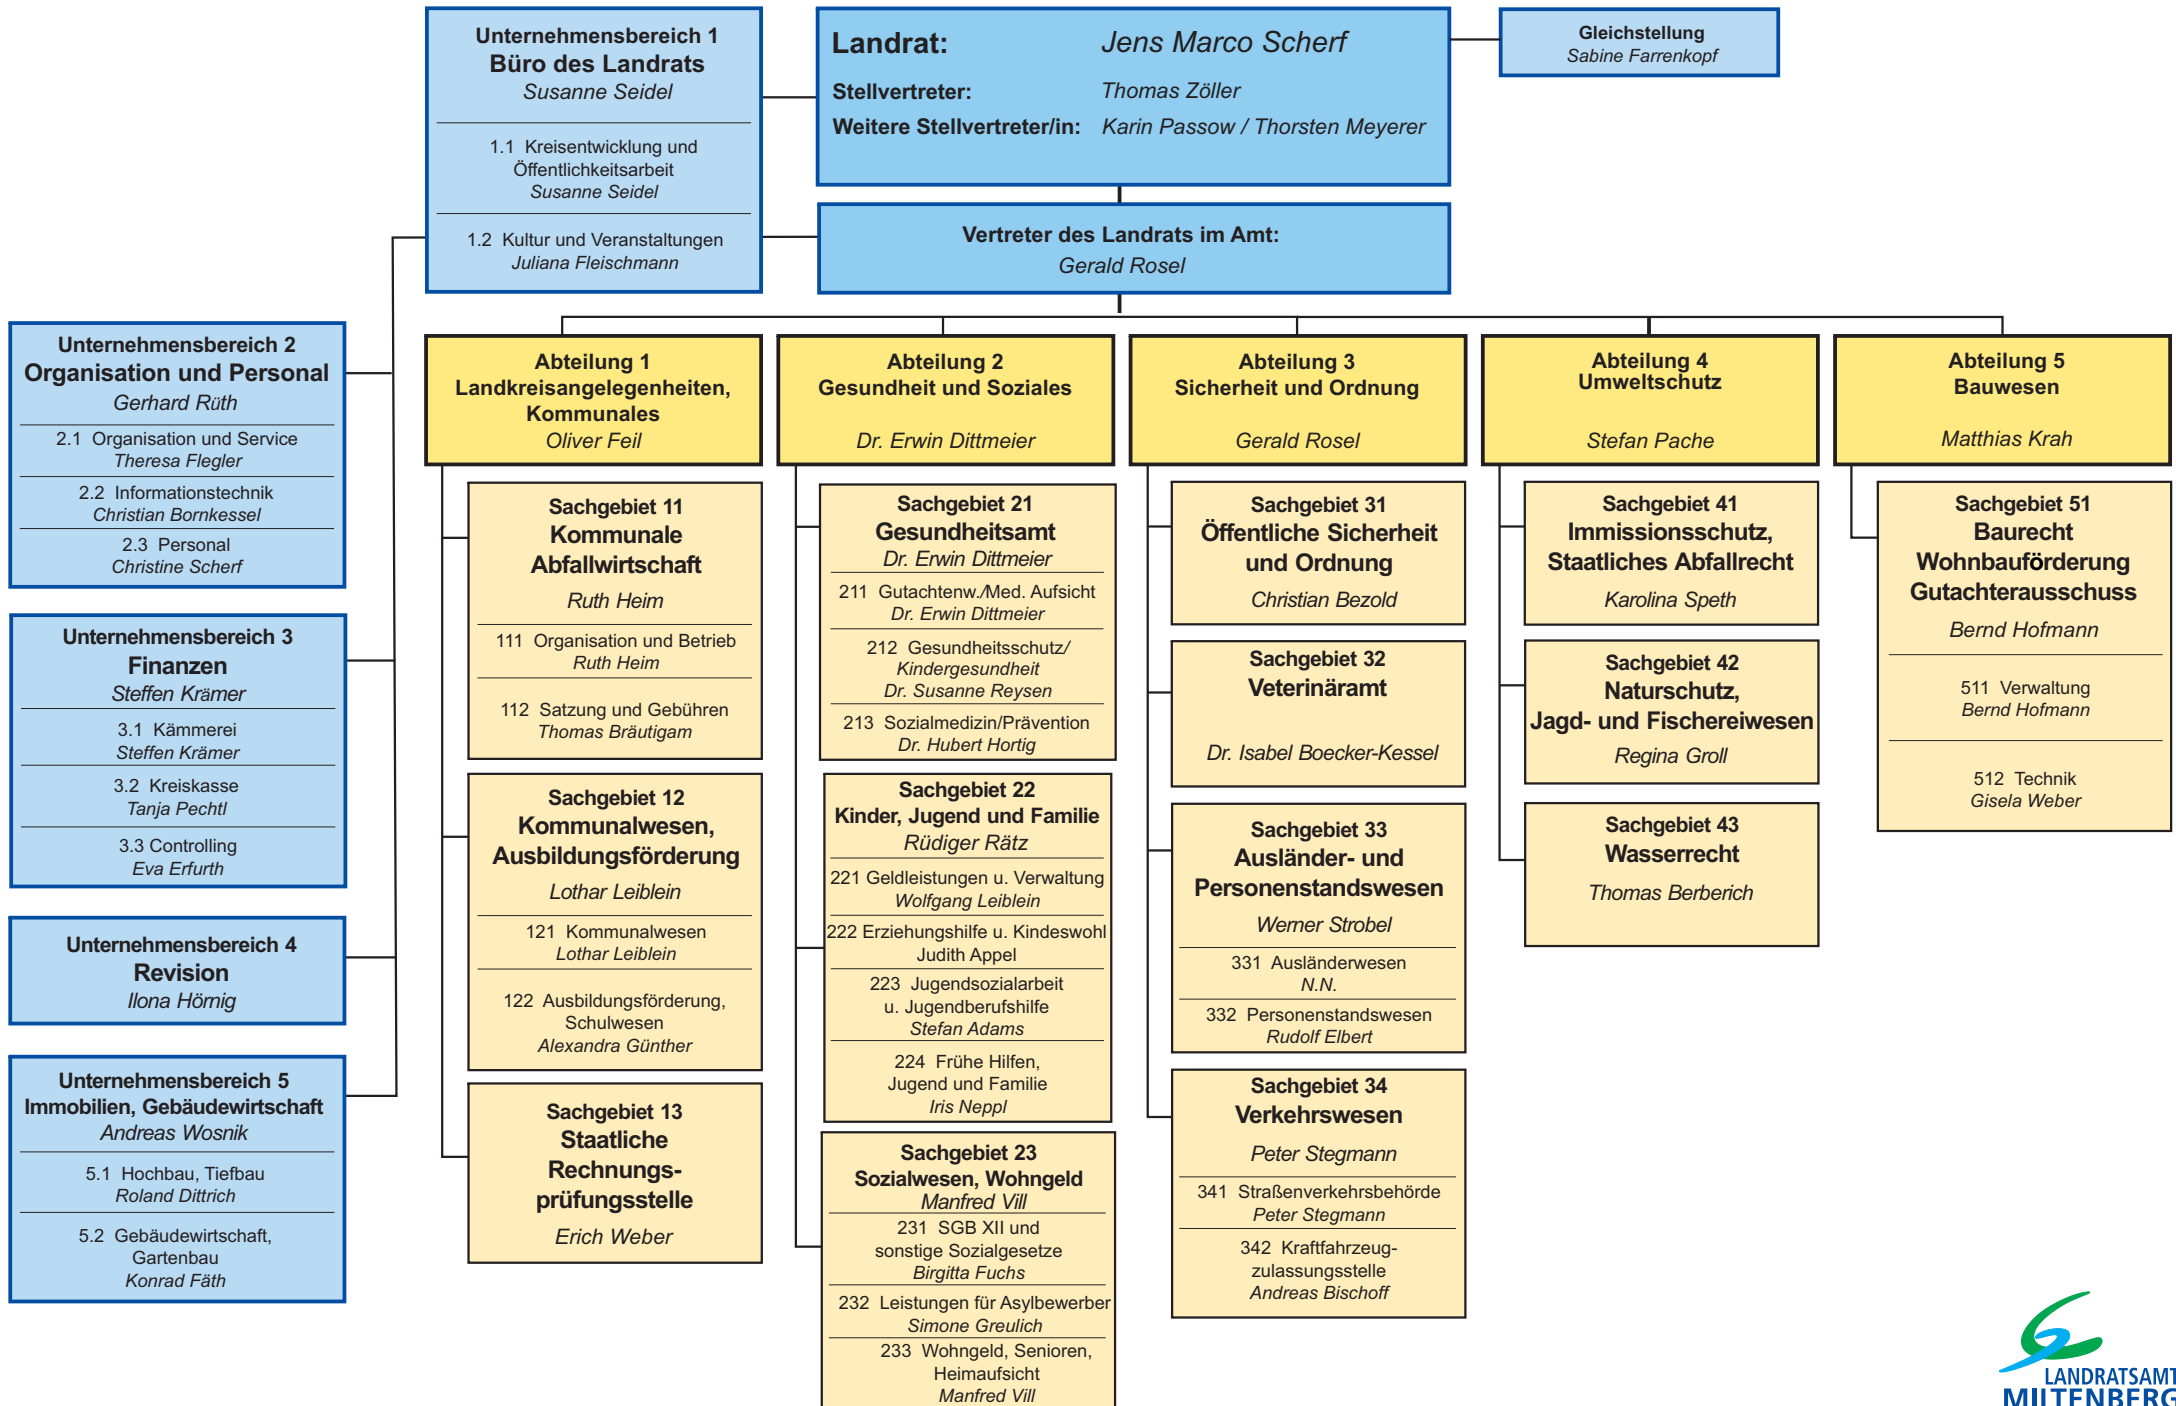 Unternehmensbereich 1
Büro des Landrats
Susanne Seidel
1.1 Kreisentwicklung und
Öffentlichkeitsarbeit
Susanne Seidel
1.2 Kultur und Veranstaltungen
Juliana Fleischmann
Landrat: Jens Marco Scherf
Stellvertreter: Thomas Zöller
Weitere Stellvertreter/in: Karin Passow / Thorsten Meyerer
Gleichstellung
Sabine Farrenkopf
Vertreter des Landrats im Amt:
Gerald Rosel
Unternehmensbereich 2
Organisation und Personal
Gerhard Rüth
2.1 Organisation und Service
Theresa Flegler
2.2 Informationstechnik
Christian Bornkessel
2.3 Personal
Christine Scherf
Unternehmensbereich 3
Finanzen
Steffen Krämer
3.1 Kämmerei
Steffen Krämer
3.2 Kreiskasse
Tanja Pechtl
3.3 Controlling
Eva Erfurth
Unternehmensbereich 4
Revision
Ilona Hörnig
Unternehmensbereich 5
Immobilien, Gebäudewirtschaft
Andreas Wosnik
5.1 Hochbau, Tiefbau
Roland Dittrich
5.2 Gebäudewirtschaft,
Gartenbau
Konrad Fäth
Abteilung 1
Landkreisangelegenheiten,
Kommunales
Oliver Feil
Sachgebiet 11
Kommunale
Abfallwirtschaft
Ruth Heim
111 Organisation und Betrieb
Ruth Heim
112 Satzung und Gebühren
Thomas Bräutigam
Sachgebiet 12
Kommunalwesen,
Ausbildungsförderung
Lothar Leiblein
121 Kommunalwesen
Lothar Leiblein
122 Ausbildungsförderung,
Schulwesen
Alexandra Günther
Sachgebiet 13
Staatliche
Rechnungs-
prüfungsstelle
Erich Weber
Abteilung 2
Gesundheit und Soziales
Dr. Erwin Dittmeier
Sachgebiet 21
Gesundheitsamt
Dr. Erwin Dittmeier
211 Gutachtenw./Med. Aufsicht
Dr. Erwin Dittmeier
212 Gesundheitsschutz/
Kindergesundheit
Dr. Susanne Reysen
213 Sozialmedizin/Prävention
Dr. Hubert Hortig
Sachgebiet 22
Kinder, Jugend und Familie
Rüdiger Rätz
221 Geldleistungen u. Verwaltung
Wolfgang Leiblein
222 Erziehungshilfe u. Kindeswohl
Judith Appel
223 Jugendsozialarbeit
u. Jugendberufshilfe
Stefan Adams
224 Frühe Hilfen,
Jugend und Familie
Iris Neppl
Sachgebiet 23
Sozialwesen, Wohngeld
Manfred Vill
231 SGB XII und
sonstige Sozialgesetze
Birgitta Fuchs
232 Leistungen für Asylbewerber
Simone Greulich
233 Wohngeld, Senioren,
Heimaufsicht
Manfred Vill
Abteilung 3
Sicherheit und Ordnung
Gerald Rosel
Sachgebiet 31
Öffentliche Sicherheit
und Ordnung
Christian Bezold
Sachgebiet 32
Veterinäramt
Dr. Isabel Boecker-Kessel
Sachgebiet 33
Ausländer- und
Personenstandswesen
Werner Strobel
331 Ausländerwesen
N.N.
332 Personenstandswesen
Rudolf Elbert
Sachgebiet 34
Verkehrswesen
Peter Stegmann
341 Straßenverkehrsbehörde
Peter Stegmann
342 Kraftfahrzeug-
zulassungsstelle
Andreas Bischoff
Abteilung 4
Umweltschutz
Stefan Pache
Sachgebiet 41
Immissionsschutz,
Staatliches Abfallrecht
Karolina Speth
Sachgebiet 42
Naturschutz,
Jagd- und Fischereiwesen
Regina Groll
Sachgebiet 43
Wasserrecht
Thomas Berberich
Abteilung 5
Bauwesen
Matthias Krah
Sachgebiet 51
Baurecht
Wohnbauförderung
Gutachterausschuss
Bernd Hofmann
511 Verwaltung
Bernd Hofmann
512 Technik
Gisela Weber
LANDRATSAMT
MILTENBERG